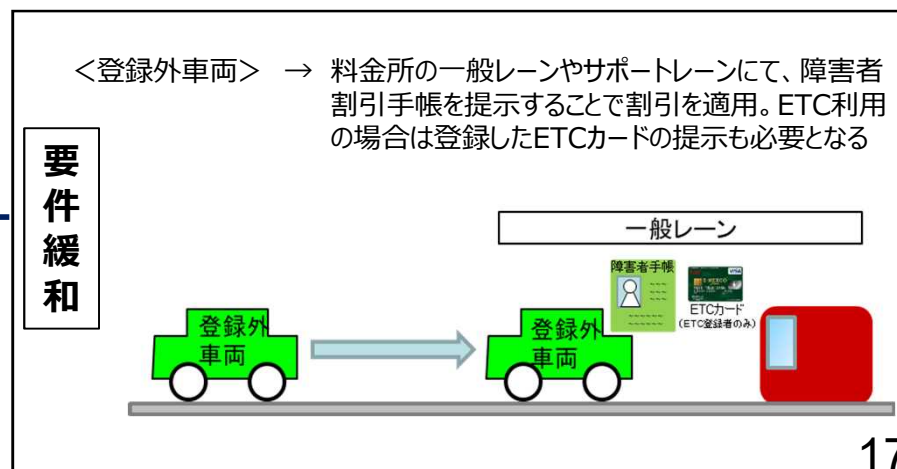 ＜登録外車両＞ → 料金所の一般レーンやサポートレーンにて、障害者
割引手帳を提示することで割引を適用。ETC利用
の場合は登録したETCカードの提示も必要となる
要件緩和
一般レーン
障害者手帳
ETCカード
（ETC登録者のみ）
登録外
車両
登録外
車両
17